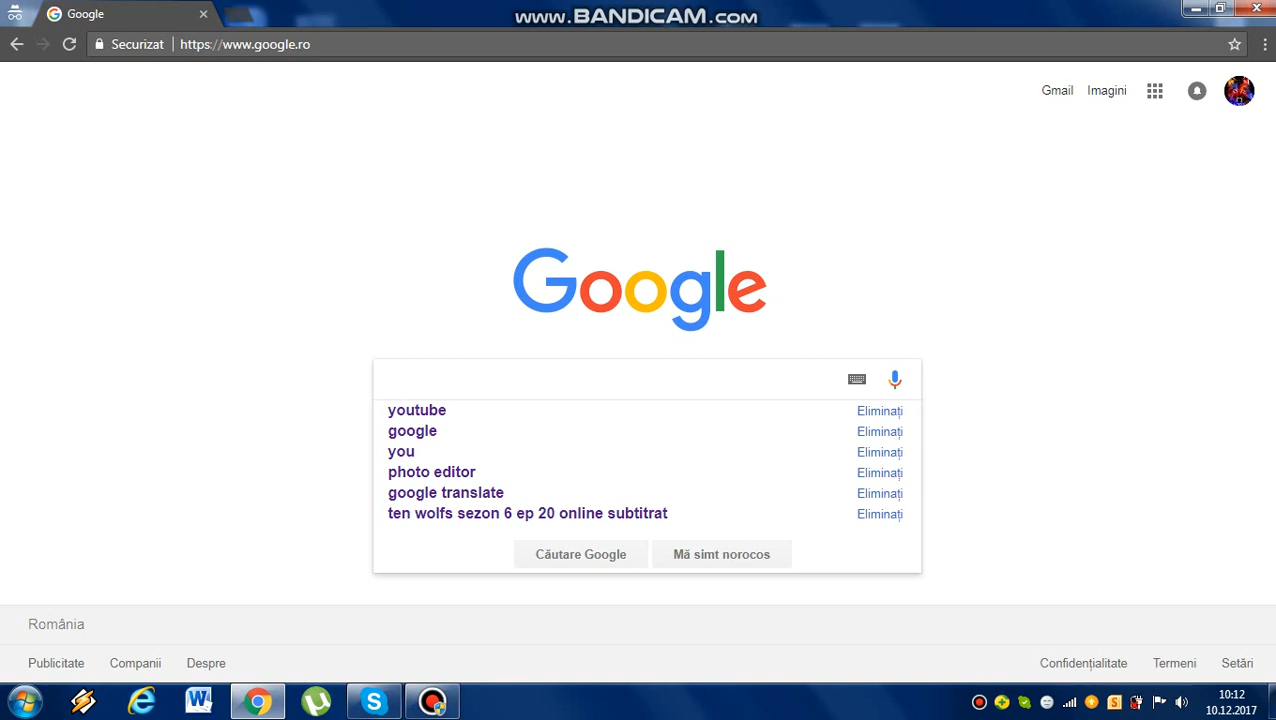 Google
www.BANDICAM.com
Securizat
https://www.google.ro
Gmail Imagini
Google
youtube Eliminați
google Eliminați
you Eliminați
photo editor Eliminați
google translate Eliminați
ten wolfs sezon 6 ep 20 online subtitrat Eliminați
Căutare Google Mă simt norocos
România
Publicitate Companii Despre Confidențialitate Termeni Setări
10:12
10.12.2017